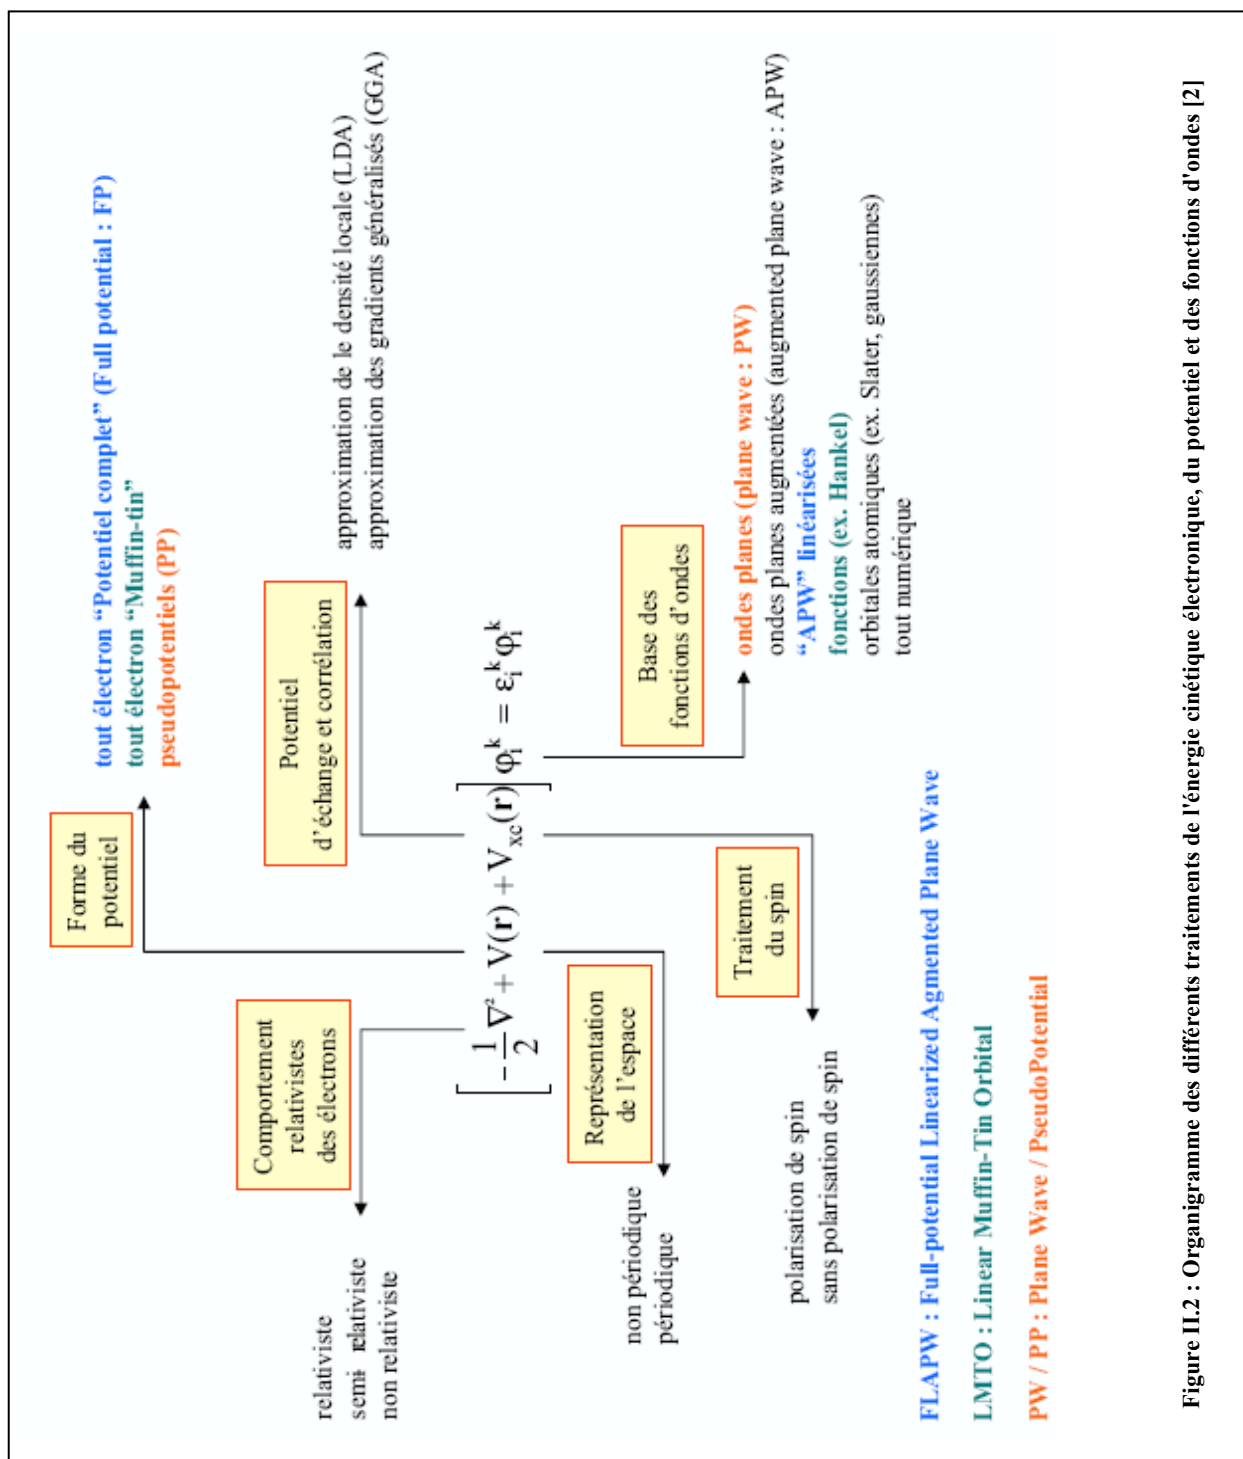 Forme du
potentiel
tout électron “Potentiel complet” (Full potential : FP)
tout électron “Muffin-tin”
pseudopotentiels (PP)
Comportement
relativistes
des électrons
relativiste
semi- relativiste
non relativiste
Potentiel
d'échange et corrélation
approximation de le densité locale (LDA)
approximation des gradients généralisés (GGA)
[ -1/2 ∇² + V(r) + V_xc(r) ] φ_i^k = ε_i^k φ_i^k
Représentation
de l'espace
non périodique
périodique
Base des
fonctions d'ondes
ondes planes (plane wave : PW)
ondes planes augmentées (augmented plane wave : APW)
“APW” linéarisées
fonctions (ex. Hankel)
orbitales atomiques (ex. Slater, gaussiennes)
tout numérique
Traitement
du spin
polarisation de spin
sans polarisation de spin
FLAPW : Full-potential Linearized Agmented Plane Wave
LMTO : Linear Muffin-Tin Orbital
PW / PP : Plane Wave / PseudoPotential
Figure II.2 : Organigramme des différents traitements de l'énergie cinétique électronique, du potentiel et des fonctions d'ondes [2]